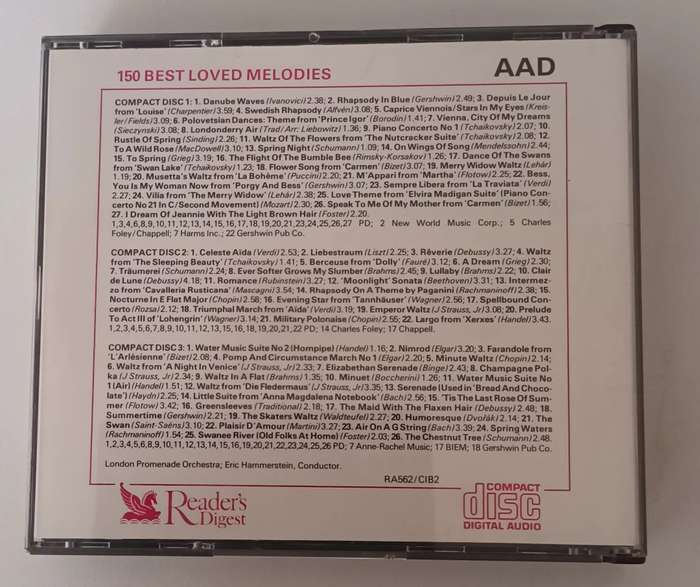 150 BEST LOVED MELODIES
AAD
COMPACT DISC 1: 1. Danube Waves (Ivanovici) 2.38; 2. Rhapsody In Blue (Gershwin) 2.49; 3. Depuis Le Jour
from 'Louise' (Charpentier) 3.59; 4. Swedish Rhapsody (Alfvén) 3.08; 5. Caprice Viennois/Stars In My Eyes (Kreis-
ler/Fields) 3.09; 6. Polovetsian Dances: Theme from 'Prince Igor' (Borodin) 1.41; 7. Vienna, City Of My Dreams
(Sieczynski) 3.08; 8. Londonderry Air (Trad/Arr: Leibowitz) 1.36; 9. Piano Concerto No 1 (Tchaikovsky) 2.07; 10.
Rustle Of Spring (Sinding) 2.26; 11. Waltz Of The Flowers from 'The Nutcracker Suite' (Tchaikovsky) 2.08; 12.
To A Wild Rose (MacDowell) 3.10; 13. Spring Night (Schumann) 1.09; 14. On Wings Of Song (Mendelssohn) 2.44;
15. To Spring (Grieg) 3.19; 16. The Flight Of The Bumble Bee (Rimsky-Korsakov) 1.26; 17. Dance Of The Swans
from 'Swan Lake' (Tchaikovsky) 1.23; 18. Flower Song from 'Carmen' (Bizet) 3.07; 19. Merry Widow Waltz (Lehár)
1.19; 20. Musetta's Waltz from 'La Bohème' (Puccini) 2.20; 21. M'Appari from 'Martha' (Flotow) 3.25; 22. Bess,
You Is My Woman Now from 'Porgy And Bess' (Gershwin) 3.07; 23. Sempre Libera from 'La Traviata' (Verdi)
2.27; 24. Vilia from 'The Merry Widow' (Lehár) 2.38; 25. Love Theme from 'Elvira Madigan Suite' (Piano Con-
certo No 21 In C/Second Movement) (Mozart) 2.30; 26. Speak To Me Of My Mother from 'Carmen' (Bizet) 1.56;
27. I Dream Of Jeannie With The Light Brown Hair (Foster) 2.20.
1,3,4,6,8,9,10,11,12,13,14,15,16,17,18,19,20,21,23,24,25,26,27 PD; 2 New World Music Corp.; 5 Charles
Foley/Chappell; 7 Harms Inc.; 22 Gershwin Pub Co.
COMPACT DISC 2: 1. Celeste Aida (Verdi) 2.53; 2. Liebestraum (Liszt) 2.25; 3. Rêverie (Debussy) 3.27; 4. Waltz
from 'The Sleeping Beauty' (Tchaikovsky) 1.41; 5. Berceuse from 'Dolly' (Fauré) 3.12; 6. A Dream (Grieg) 2.30;
7. Träumerei (Schumann) 2.24; 8. Ever Softer Grows My Slumber (Brahms) 2.45; 9. Lullaby (Brahms) 2.22; 10. Clair
de Lune (Debussy) 4.18; 11. Romance (Rubinstein) 3.27; 12. 'Moonlight' Sonata (Beethoven) 3.31; 13. Intermez-
zo from 'Cavalleria Rusticana' (Mascagni) 3.54; 14. Rhapsody On A Theme by Paganini (Rachmaninoff) 2.38; 15.
Nocturne In E Flat Major (Chopin) 2.58; 16. Evening Star from 'Tannhäuser' (Wagner) 2.56; 17. Spellbound Con-
certo (Rozsa) 2.12; 18. Triumphal March from 'Aida' (Verdi) 3.19; 19. Emperor Waltz (J Strauss, Jr) 3.08; 20. Prelude
To Act III of 'Lohengrin' (Wagner) 3.14; 21. Military Polonaise (Chopin) 2.55; 22. Largo from 'Xerxes' (Handel) 3.43.
1,2,3,4,5,6,7,8,9,10,11,12,13,15,16,18,19,20,21,22 PD; 14 Charles Foley; 17 Chappell.
COMPACT DISC 3: 1. Water Music Suite No 2 (Hornpipe) (Handel) 1.16; 2. Nimrod (Elgar) 3.20; 3. Farandole from
'L'Arlésienne' (Bizet) 2.08; 4. Pomp And Circumstance March No 1 (Elgar) 2.20; 5. Minute Waltz (Chopin) 2.14;
6. Waltz from 'A Night In Venice' (J Strauss, Jr) 2.33; 7. Elizabethan Serenade (Binge) 2.43; 8. Champagne Pol-
ka (J Strauss, Jr) 2.34; 9. Waltz In A Flat (Brahms) 1.35; 10. Minuet (Boccherini) 1.26; 11. Water Music Suite No
1 (Air) (Handel) 1.51; 12. Waltz from 'Die Fledermaus' (J Strauss, Jr) 3.35; 13. Serenade (Used in 'Bread And Choco-
late') (Haydn) 2.25; 14. Little Suite from 'Anna Magdalena Notebook' (Bach) 2.56; 15. 'Tis The Last Rose Of Sum-
mer (Flotow) 3.42; 16. Greensleeves (Traditional) 2.18; 17. The Maid With The Flaxen Hair (Debussy) 2.48; 18.
Summertime (Gershwin) 2.21; 19. The Skaters Waltz (Waldteufel) 2.27; 20. Humoresque (Dvořák) 2.14; 21. The
Swan (Saint-Saëns) 3.10; 22. Plaisir D'Amour (Martini) 3.27; 23. Air On A G String (Bach) 3.39; 24. Spring Waters
(Rachmaninoff) 1.54; 25. Swanee River (Old Folks At Home) (Foster) 2.03; 26. The Chestnut Tree (Schumann) 2.48.
1,2,3,4,5,6,8,9,10,11,12,13,14,15,16,19,20,21,22,23,24,25,26 PD; 7 Anne-Rachel Music; 17 BIEM; 18 Gershwin Pub Co.
London Promenade Orchestra; Eric Hammerstein, Conductor.
RA562/CIB2
Reader's
Digest
COMPACT
disc
DIGITAL AUDIO